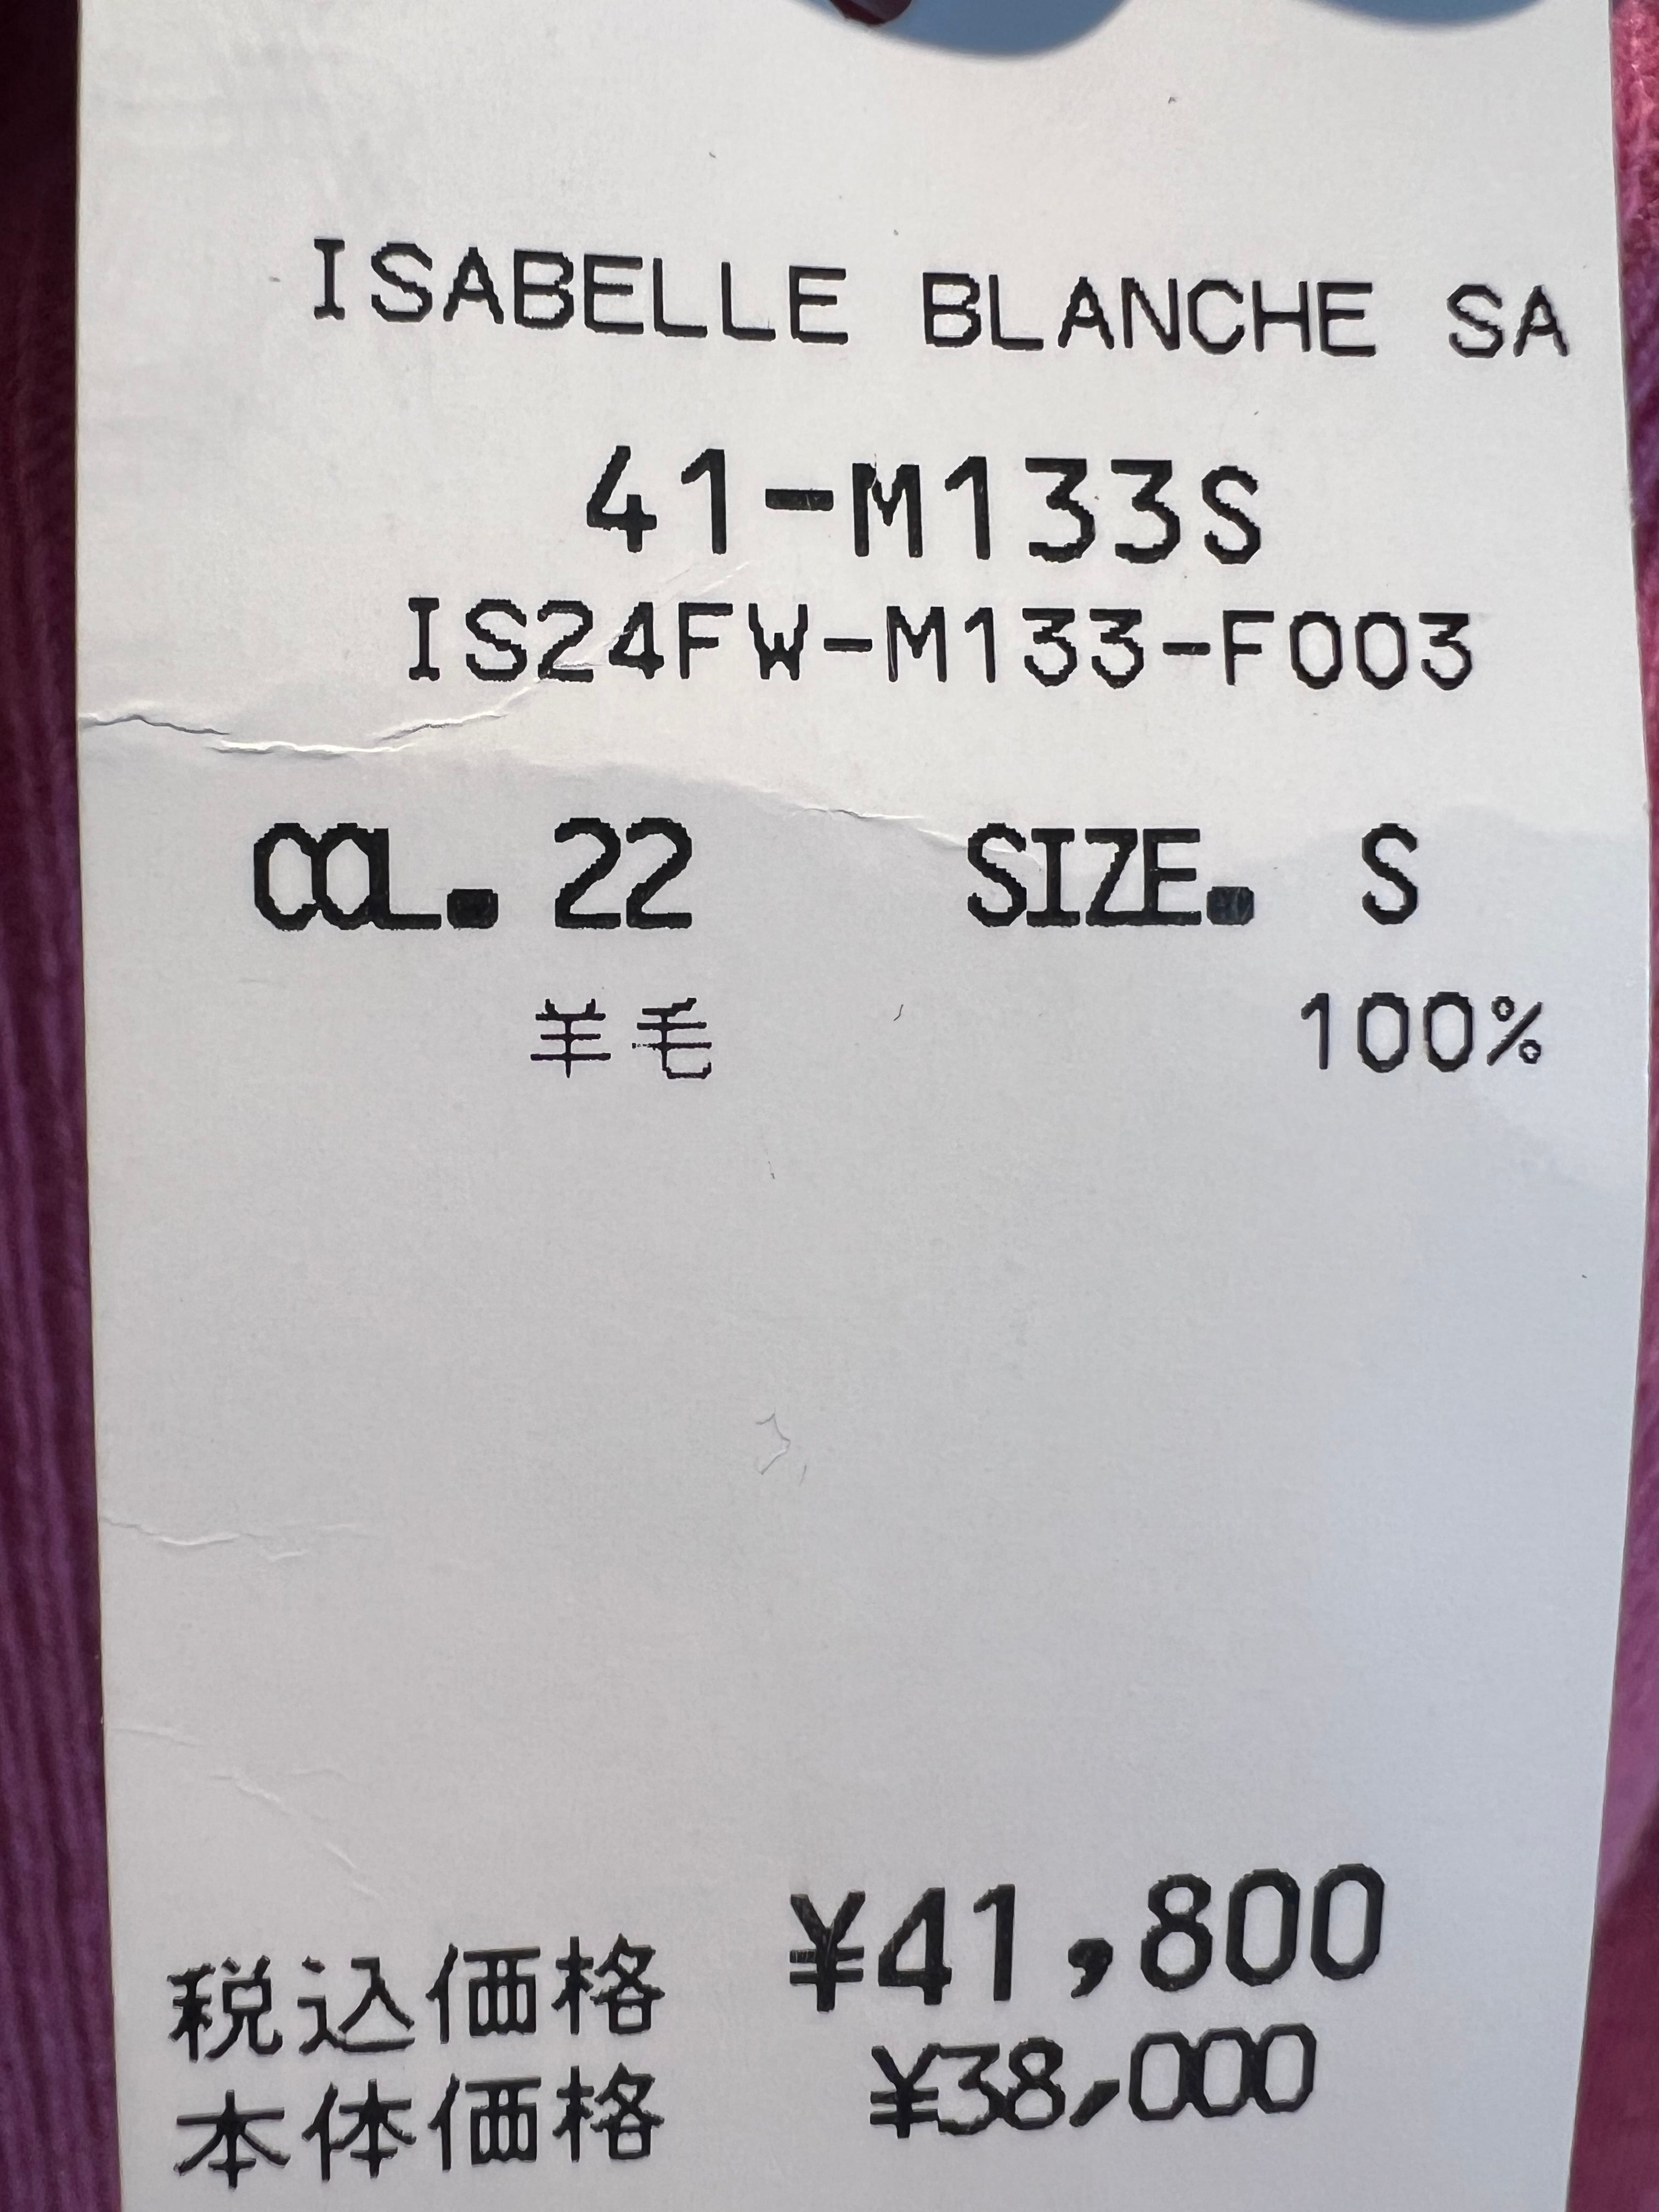 ISABELLE BLANCHE SA
41-M133S
IS24FW-M133-F003
COL. 22 SIZE. S
羊毛 100%
税込価格 ¥41,800
本体価格 ¥38,000